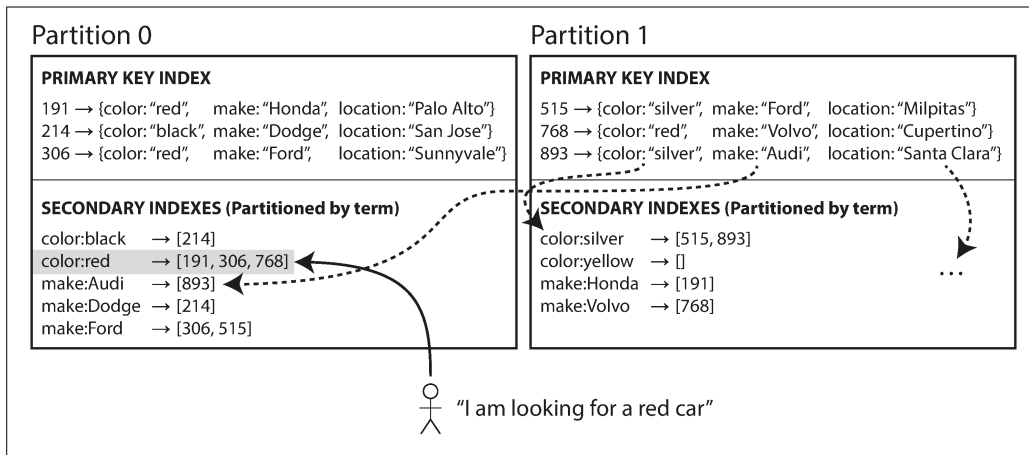 Partition 0
PRIMARY KEY INDEX
191 → {color: “red”, make: “Honda”, location: “Palo Alto”}
214 → {color: “black”, make: “Dodge”, location: “San Jose”}
306 → {color: “red”, make: “Ford”, location: “Sunnyvale”}
SECONDARY INDEXES (Partitioned by term)
color:black → [214]
color:red → [191, 306, 768]
make:Audi → [893]
make:Dodge → [214]
make:Ford → [306, 515]
Partition 1
PRIMARY KEY INDEX
515 → {color: “silver”, make: “Ford”, location: “Milpitas”}
768 → {color: “red”, make: “Volvo”, location: “Cupertino”}
893 → {color: “silver”, make: “Audi”, location: “Santa Clara”}
SECONDARY INDEXES (Partitioned by term)
color:silver → [515, 893]
color:yellow → []
make:Honda → [191]
make:Volvo → [768]
...
“I am looking for a red car”